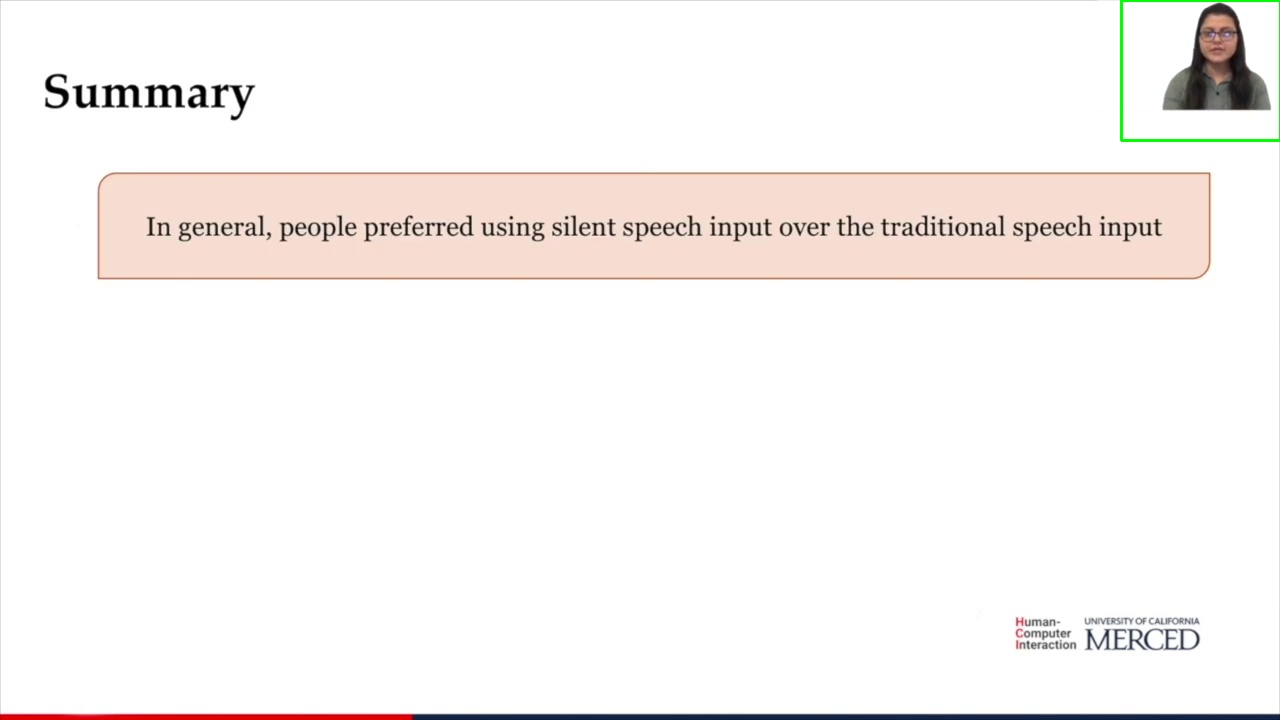 Summary
In general, people preferred using silent speech input over the traditional speech input
Human-
Computer
Interaction
UNIVERSITY OF CALIFORNIA
MERCED